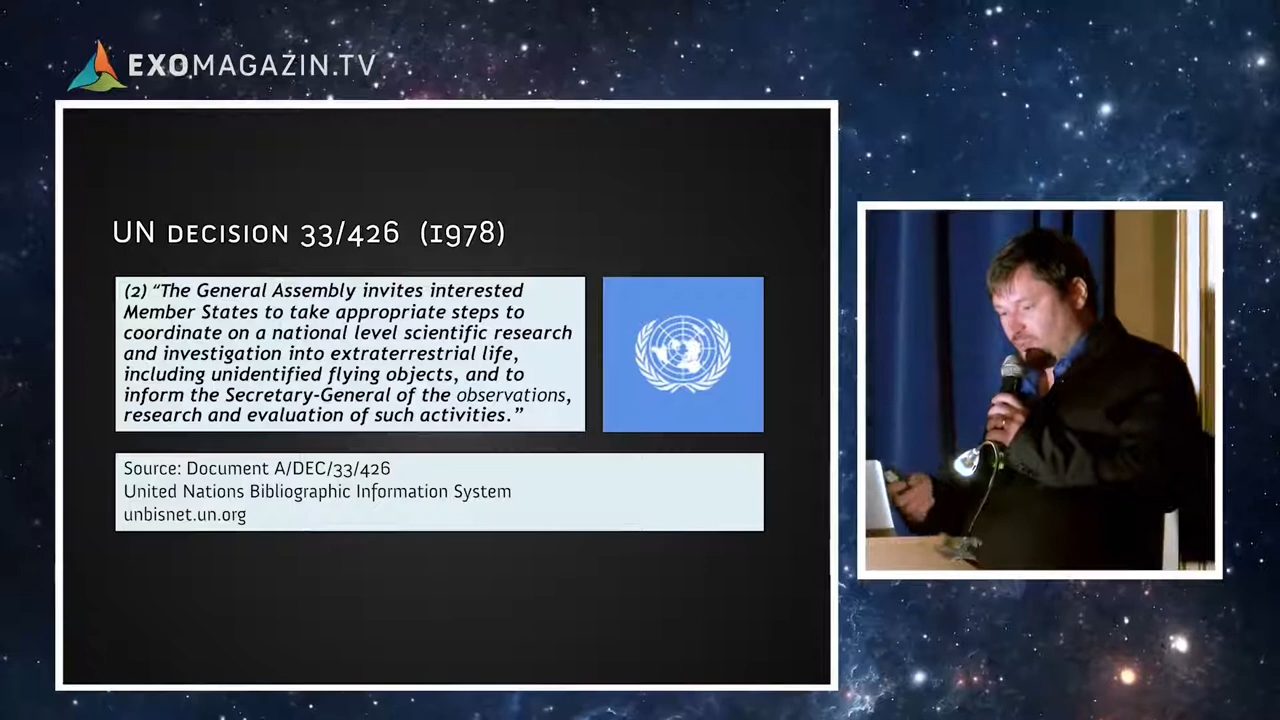 EXOMAGAZIN.TV
UN DECISION 33/426 (1978)
(2) “The General Assembly invites interested
Member States to take appropriate steps to
coordinate on a national level scientific research
and investigation into extraterrestrial life,
including unidentified flying objects, and to
inform the Secretary-General of the observations,
research and evaluation of such activities.”
Source: Document A/DEC/33/426
United Nations Bibliographic Information System
unbisnet.un.org